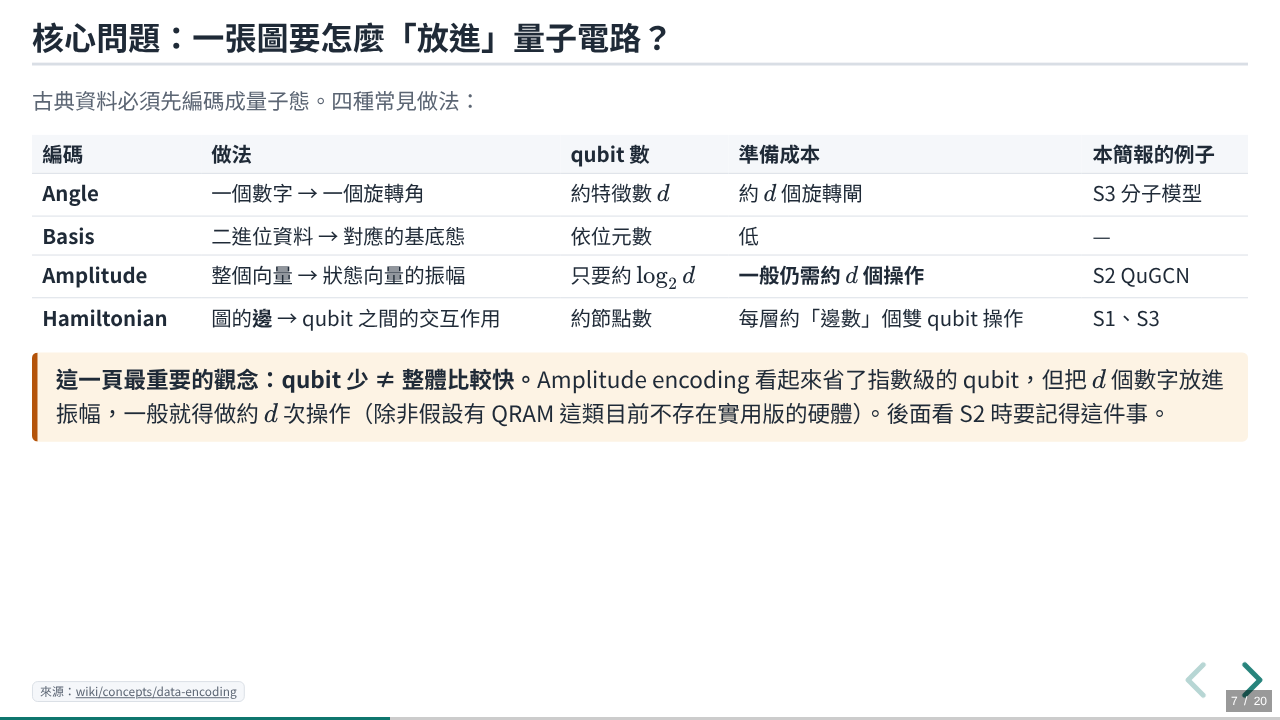 核心問題：一張圖要怎麼「放進」量子電路？
古典資料必須先編碼成量子態。四種常見做法：
編碼 做法 qubit 數 準備成本 本簡報的例子
Angle 一個數字 → 一個旋轉角 約特徵數 d 約 d 個旋轉閘 S3 分子模型
Basis 二進位資料 → 對應的基底態 依位元數 低 —
Amplitude 整個向量 → 狀態向量的振幅 只要約 log₂ d 一般仍需約 d 個操作 S2 QuGCN
Hamiltonian 圖的邊 → qubit 之間的交互作用 約節點數 每層約「邊數」個雙 qubit 操作 S1、S3
這一頁最重要的觀念：qubit 少 ≠ 整體比較快。Amplitude encoding 看起來省了指數級的 qubit，但把 d 個數字放進
振幅，一般就得做約 d 次操作（除非假設有 QRAM 這類目前不存在實用版的硬體）。後面看 S2 時要記得這件事。
來源：wiki/concepts/data-encoding
7 / 20